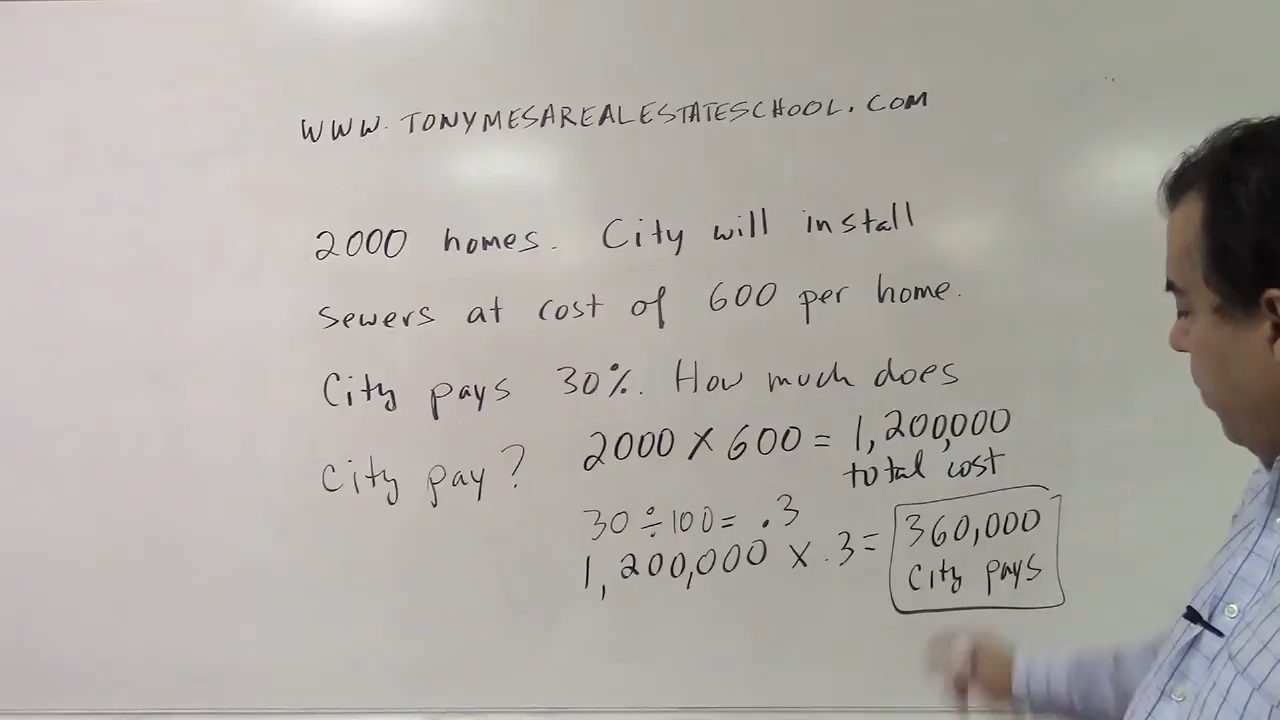 WWW.TONYMESAREALESTATESCHOOL.COM
2000 homes. City will install
sewers at cost of 600 per home.
City pays 30%. How much does
City pay?
2000 X 600 = 1,200,000
total cost
30 ÷ 100 = .3
1,200,000 X .3 = 360,000
City pays